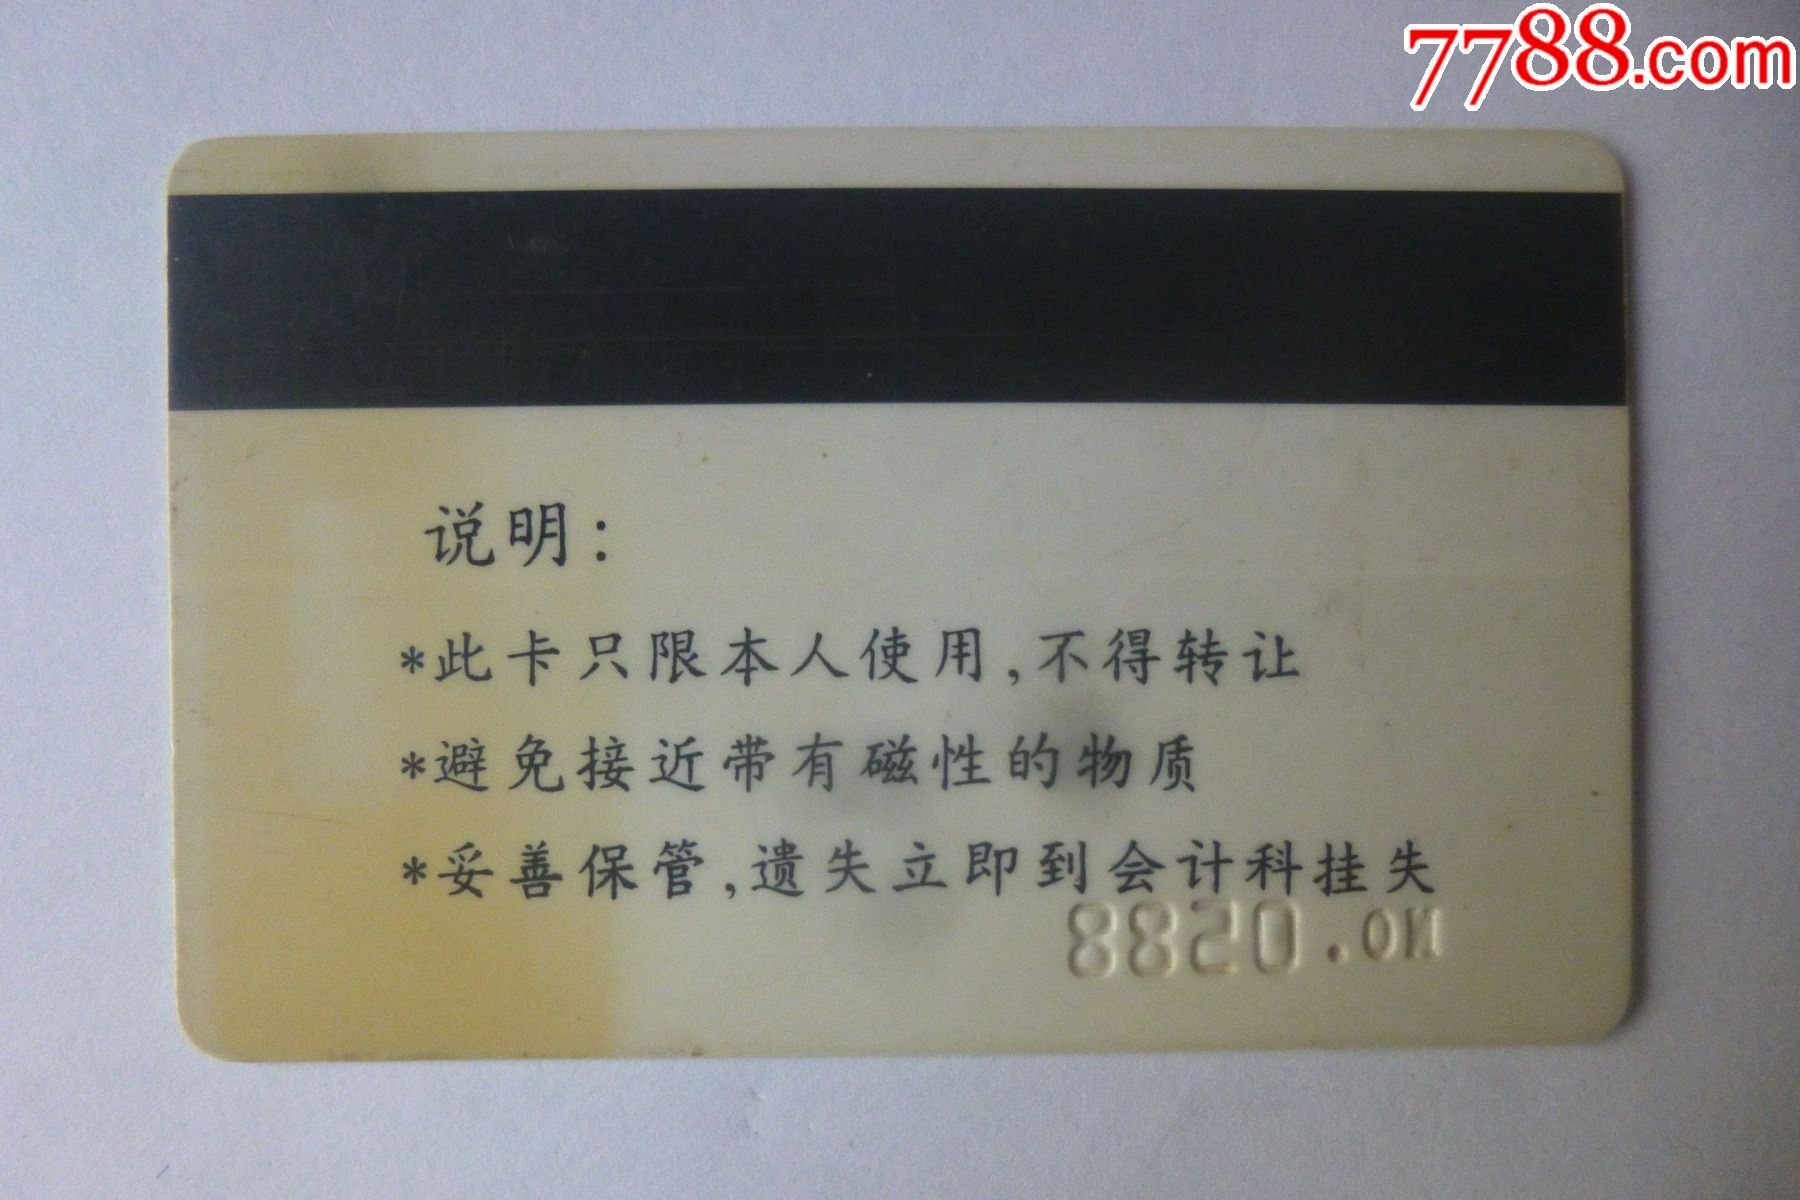 7788.com
说明：
*此卡只限本人使用,不得转让
*避免接近带有磁性的物质
*妥善保管,遗失立即到会计科挂失
No.0588